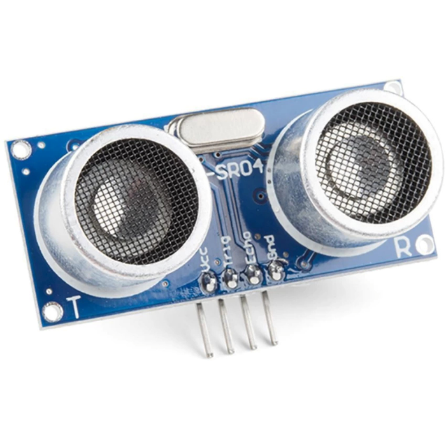 -SR04
Vcc
Trig
Echo
Gnd
T
R